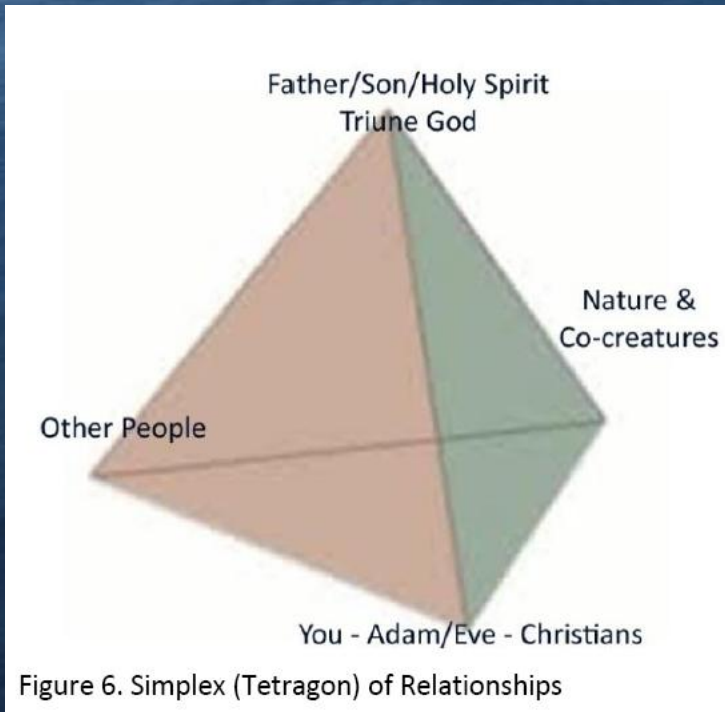 Father/Son/Holy Spirit
Triune God
Nature &
Co-creatures
Other People
You - Adam/Eve - Christians
Figure 6. Simplex (Tetragon) of Relationships